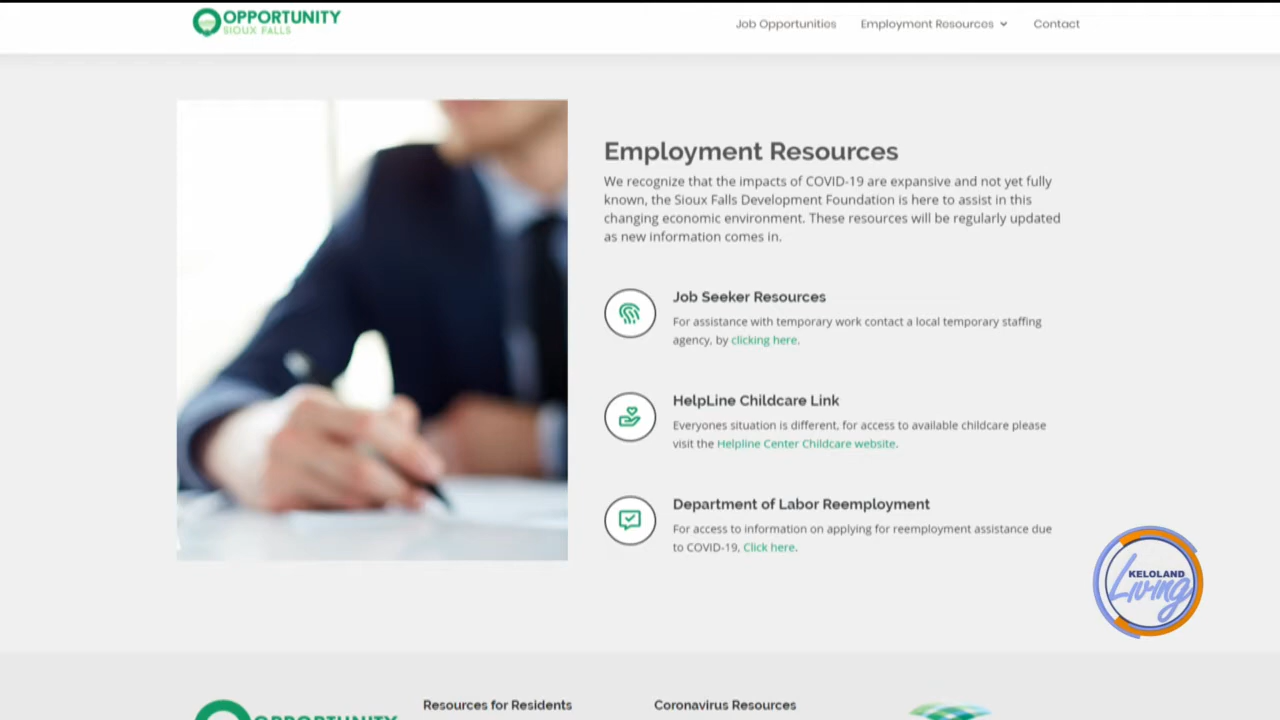 OPPORTUNITY
SIOUX FALLS
Job Opportunities
Employment Resources
Contact
Employment Resources
We recognize that the impacts of COVID-19 are expansive and not yet fully
known, the Sioux Falls Development Foundation is here to assist in this
changing economic environment. These resources will be regularly updated
as new information comes in.
Job Seeker Resources
For assistance with temporary work contact a local temporary staffing
agency, by clicking here.
HelpLine Childcare Link
Everyones situation is different, for access to available childcare please
visit the Helpline Center Childcare website.
Department of Labor Reemployment
For access to information on applying for reemployment assistance due
to COVID-19, Click here.
KELOLAND
Living
OPPORTUNITY
Resources for Residents
Coronavirus Resources